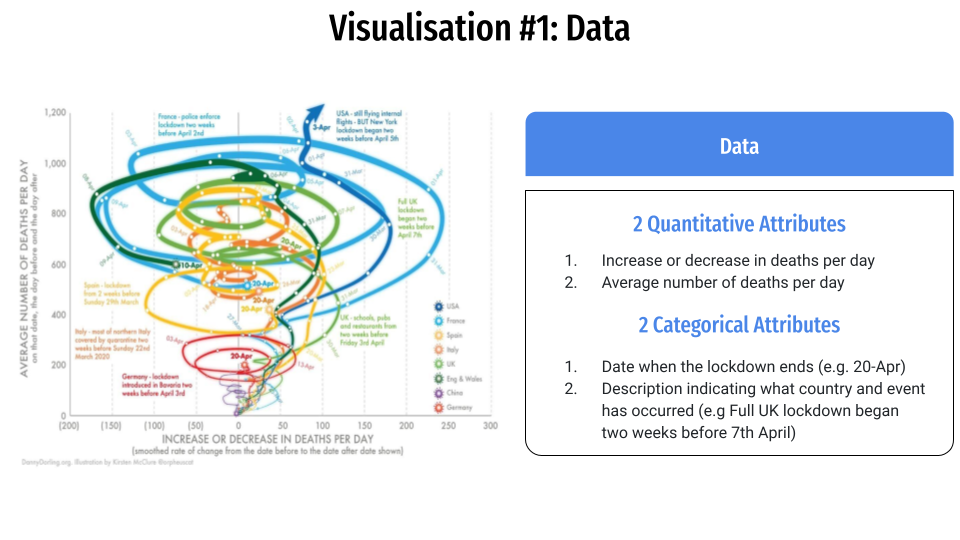 Visualisation #1: Data
1,200
1,000
800
600
400
200
0
AVERAGE NUMBER OF DEATHS PER DAY
on that date, the day before and the day after
(200)
(150)
(100)
(50)
0
50
100
150
200
250
300
INCREASE OR DECREASE IN DEATHS PER DAY
(smoothed rate of change from the date before to the date after date shown)
DannyDorling.org, illustration by Kirsten McClure @orpheuscat
France - police enforce
lockdown two weeks
before April 2nd
USA - still flying internal
flights - BUT New York
lockdown began two
weeks before April 5th
3-Apr
Full UK
lockdown
began two
weeks before
April 7th
Spain - lockdown
from 2 weeks before
Sunday 29th March
Italy - most of northern Italy
covered by quarantine two
weeks before Sunday 22nd
March 2020
Germany - lockdown
introduced in Bavaria two
weeks before April 3rd
UK - schools, pubs
and restaurants from
two weeks before
Friday 3rd April
10-Apr
20-Apr
20-Apr
20-Apr
20-Apr
20-Apr
USA
France
Spain
Italy
UK
Eng & Wales
China
Germany
Data
2 Quantitative Attributes
1. Increase or decrease in deaths per day
2. Average number of deaths per day
2 Categorical Attributes
1. Date when the lockdown ends (e.g. 20-Apr)
2. Description indicating what country and event
has occurred (e.g Full UK lockdown began
two weeks before 7th April)